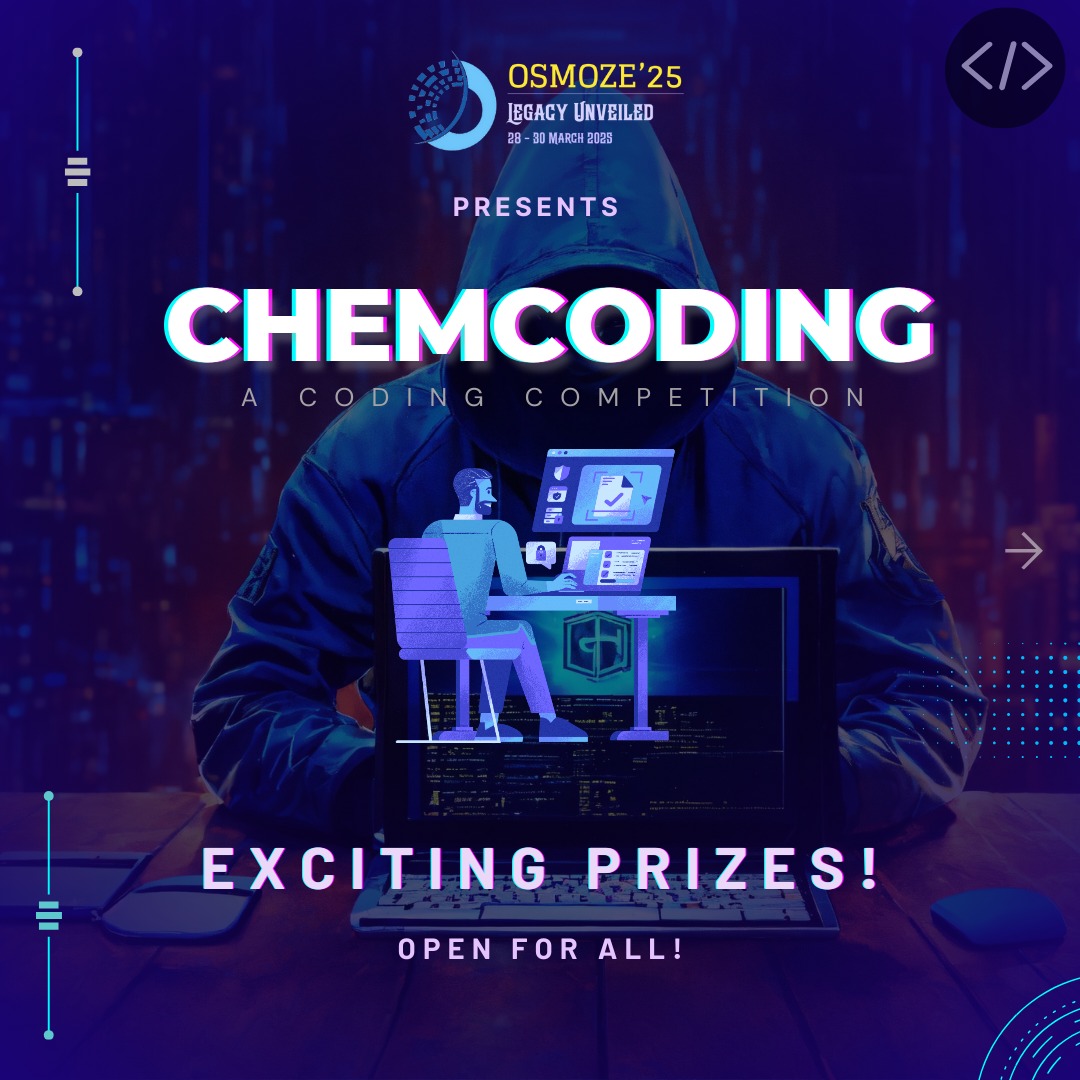 </>
OSMOZE'25
LEGACY UNVEILED
28 - 30 MARCH 2025
PRESENTS
CHEMCODING
A CODING COMPETITION
EXCITING PRIZES!
OPEN FOR ALL!